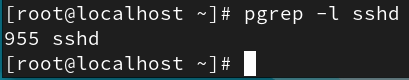 [root@localhost ~]# pgrep -l sshd
955 sshd
[root@localhost ~]#